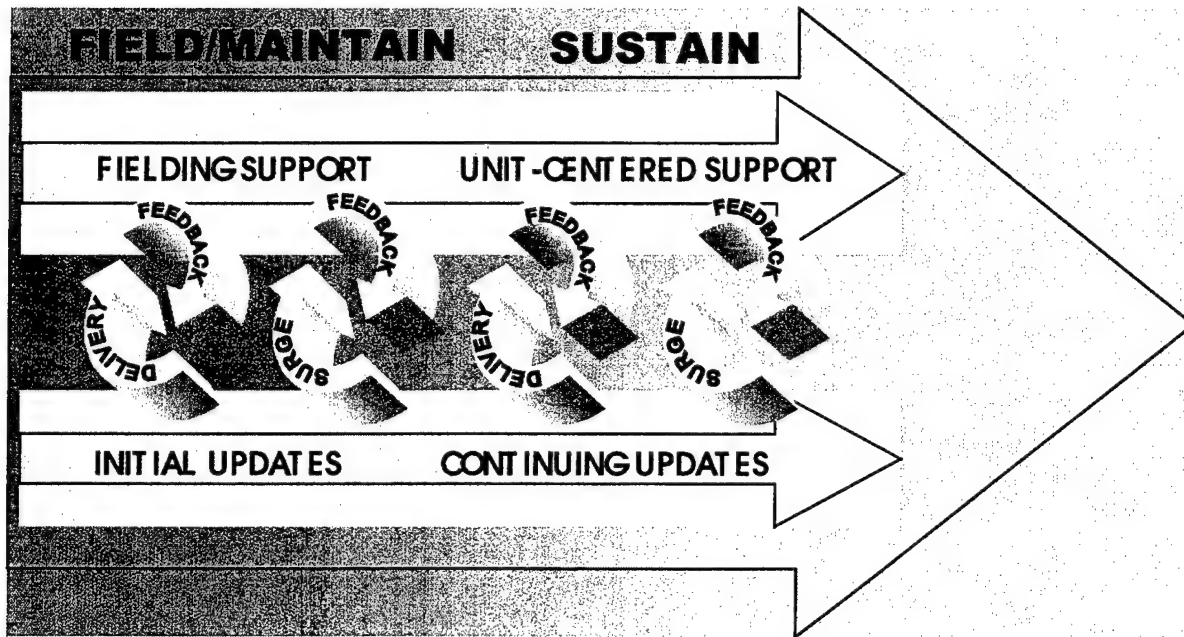 FIELD/MAINTAIN SUSTAIN
FIELDING SUPPORT UNIT-CENTERED SUPPORT
FEEDBACK FEEDBACK FEEDBACK FEEDBACK
DELIVERY SURGE DELIVERY SURGE
INITIAL UPDATES CONTINUING UPDATES